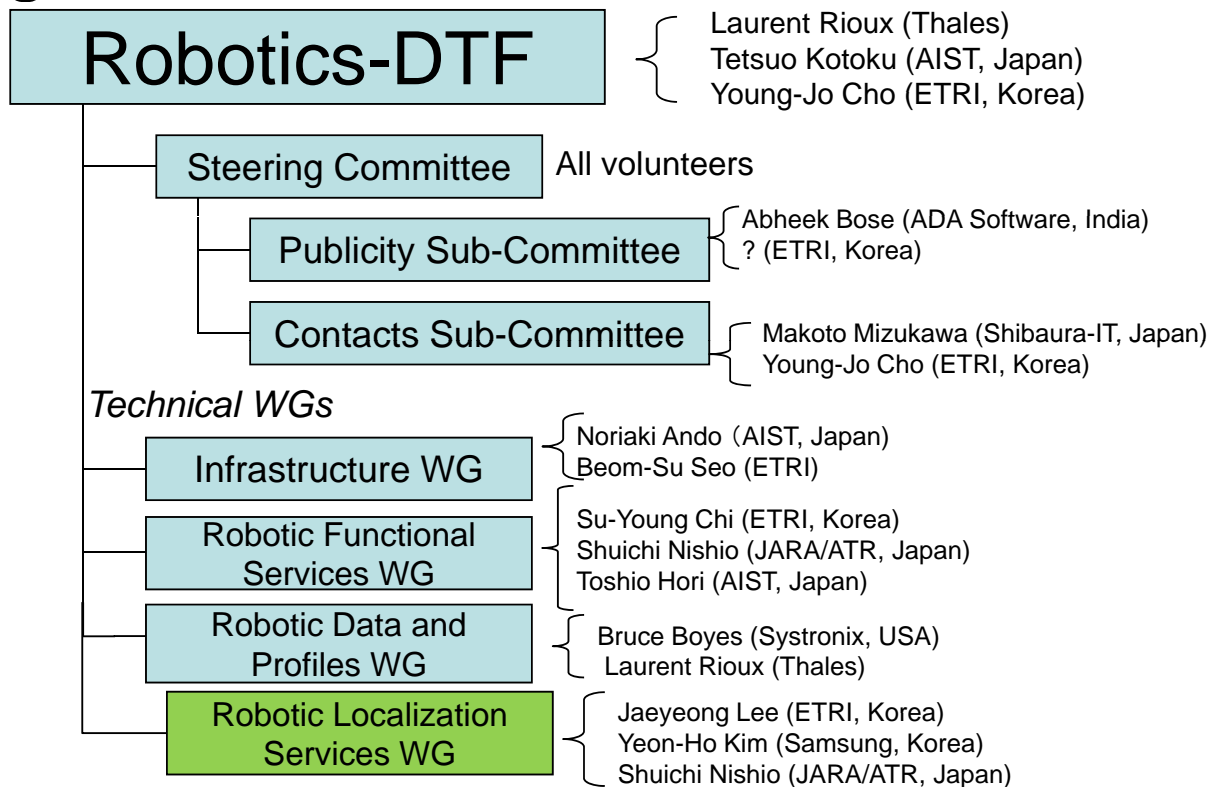 Robotics-DTF
Laurent Rioux (Thales)
Tetsuo Kotoku (AIST, Japan)
Young-Jo Cho (ETRI, Korea)
Steering Committee
All volunteers
Publicity Sub-Committee
Abheek Bose (ADA Software, India)
? (ETRI, Korea)
Contacts Sub-Committee
Makoto Mizukawa (Shibaura-IT, Japan)
Young-Jo Cho (ETRI, Korea)
Technical WGs
Infrastructure WG
Noriaki Ando（AIST, Japan)
Beom-Su Seo (ETRI)
Robotic Functional
Services WG
Su-Young Chi (ETRI, Korea)
Shuichi Nishio (JARA/ATR, Japan)
Toshio Hori (AIST, Japan)
Robotic Data and
Profiles WG
Bruce Boyes (Systronix, USA)
Laurent Rioux (Thales)
Robotic Localization
Services WG
Jaeyeong Lee (ETRI, Korea)
Yeon-Ho Kim (Samsung, Korea)
Shuichi Nishio (JARA/ATR, Japan)